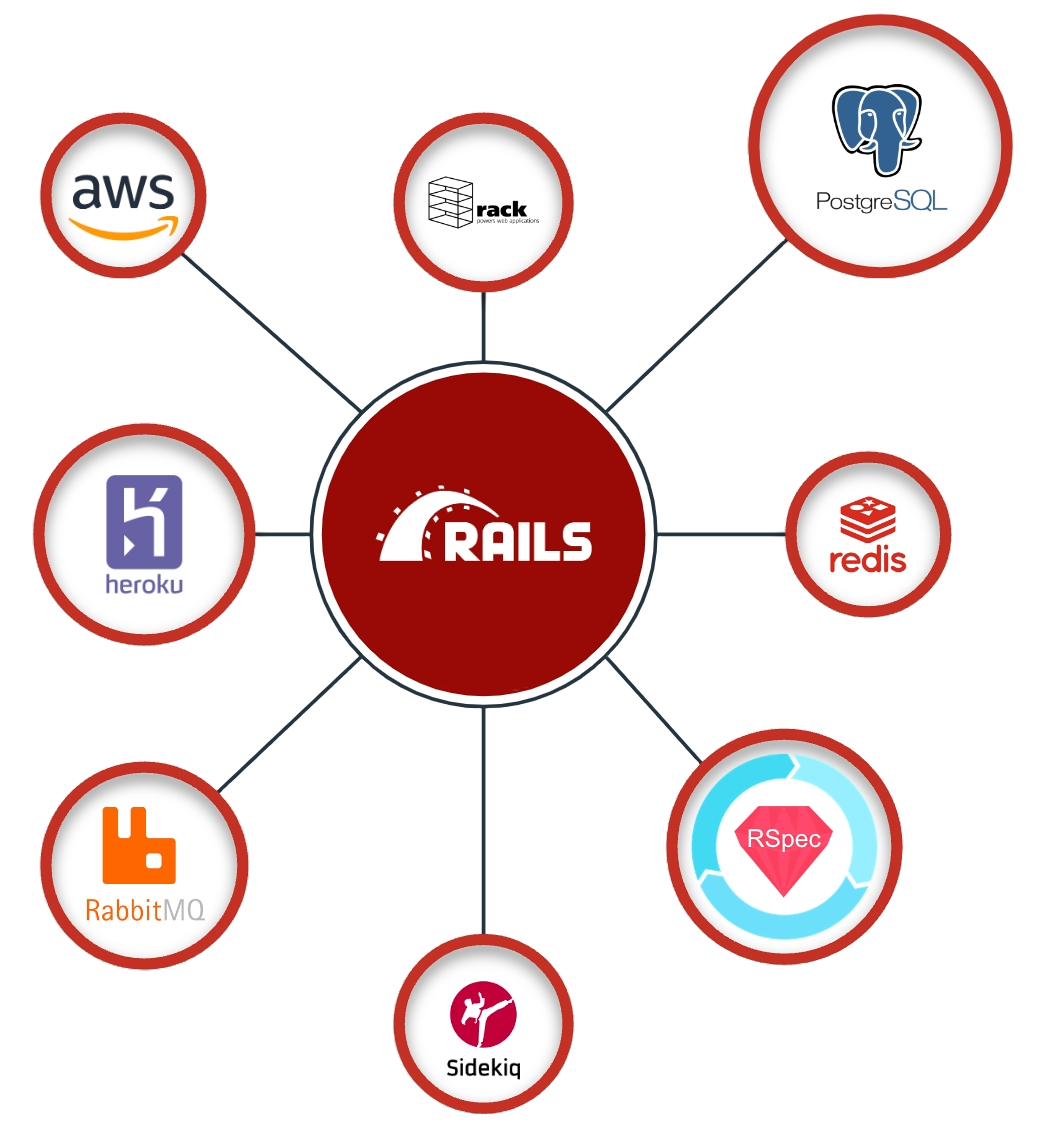 aws
rack
powers web applications
PostgreSQL
heroku
RAILS
redis
RabbitMQ
RSpec
Sidekiq